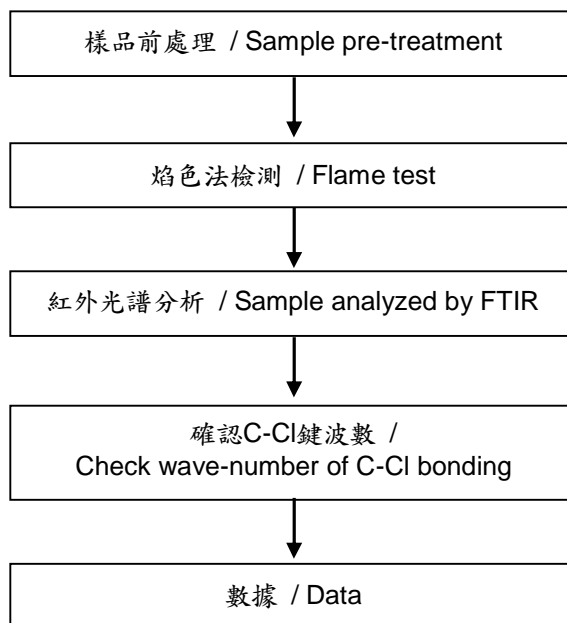 樣品前處理 / Sample pre-treatment
焰色法檢測 / Flame test
紅外光譜分析 / Sample analyzed by FTIR
確認C-Cl鍵波數 /
Check wave-number of C-Cl bonding
數據 / Data